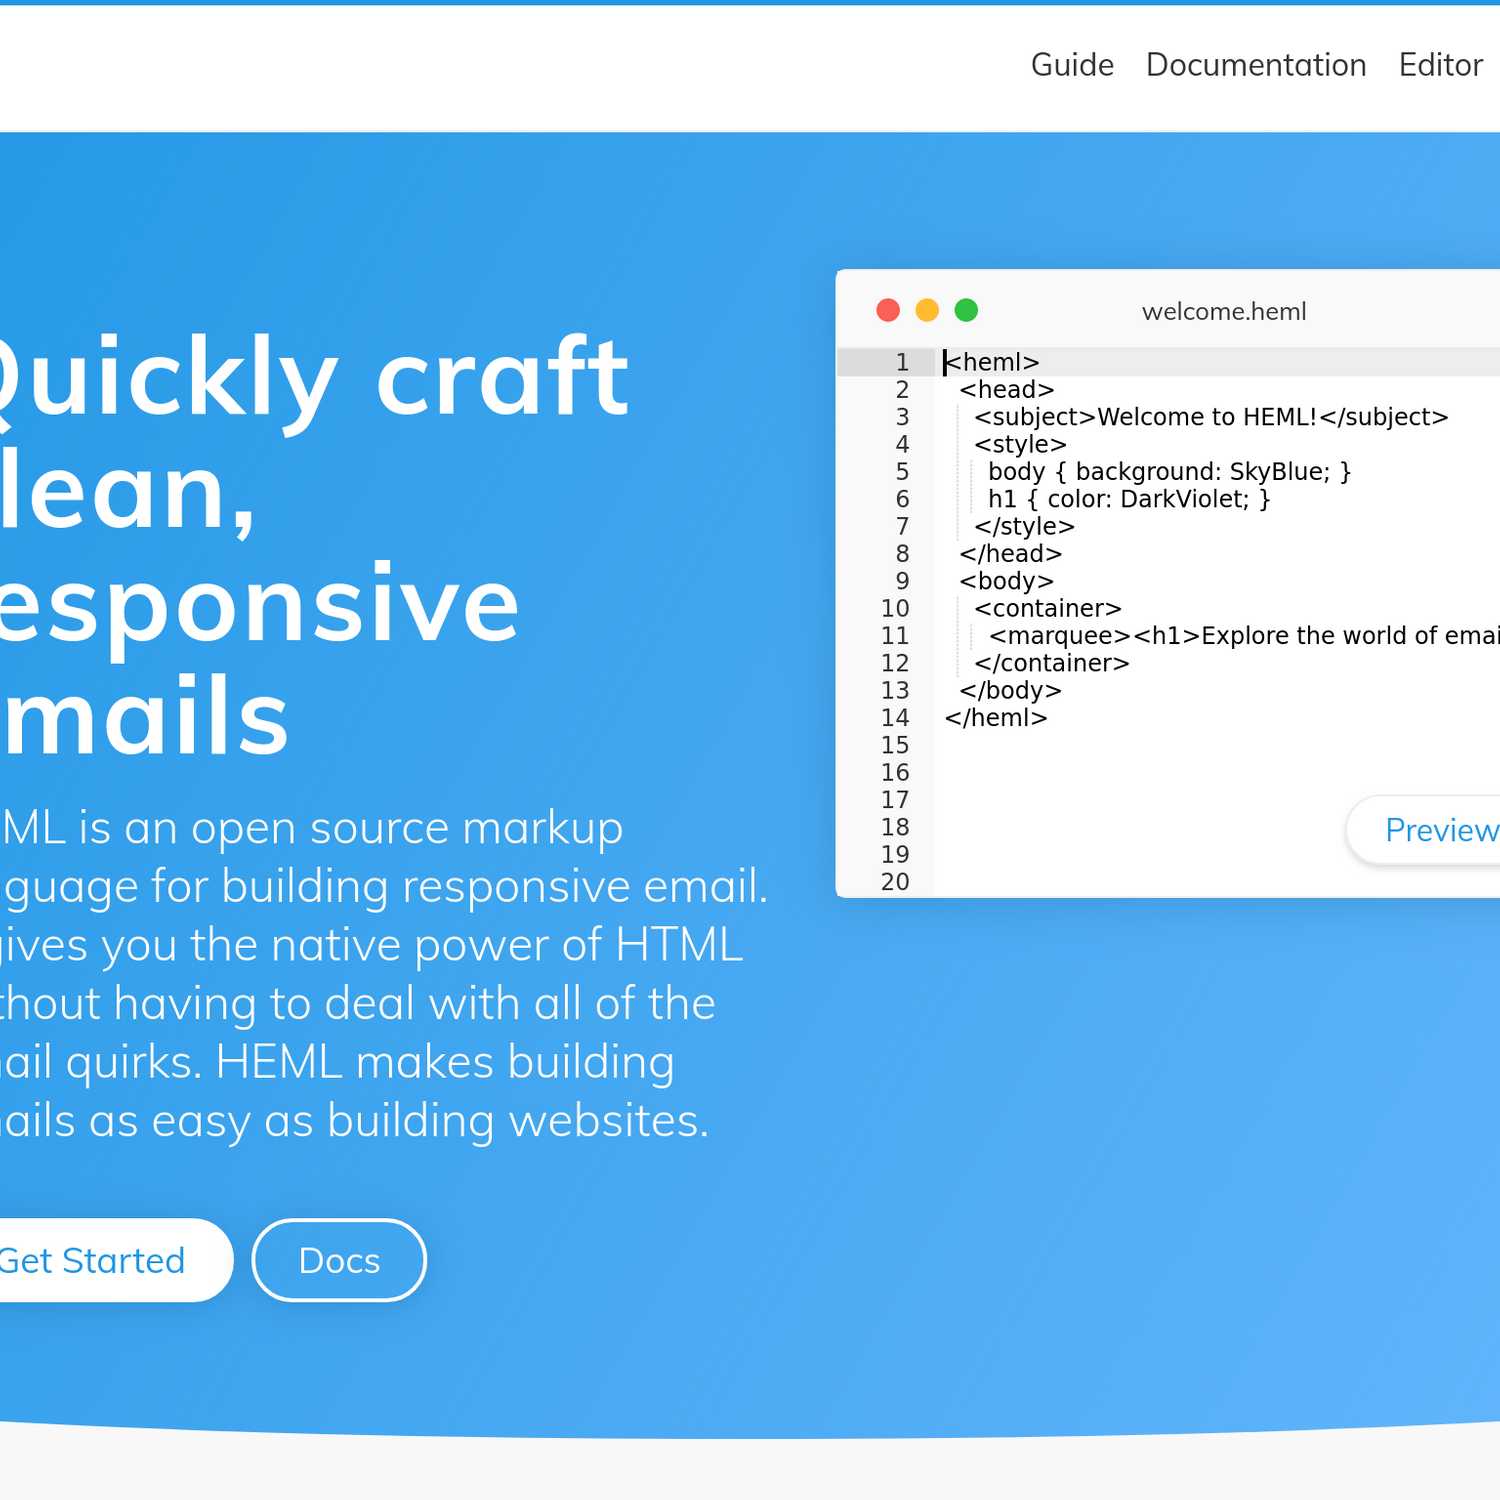 Guide Documentation Editor
Quickly craft
lean,
esponsive
mails
ML is an open source markup
guage for building responsive email.
gives you the native power of HTML
thout having to deal with all of the
ail quirks. HEML makes building
ails as easy as building websites.
Get Started Docs
welcome.heml
1 <heml>
2 <head>
3 <subject>Welcome to HEML!</subject>
4 <style>
5 body { background: SkyBlue; }
6 h1 { color: DarkViolet; }
7 </style>
8 </head>
9 <body>
10 <container>
11 <marquee><h1>Explore the world of emai
12 </container>
13 </body>
14 </heml>
15
16
17
18
19
20
Preview